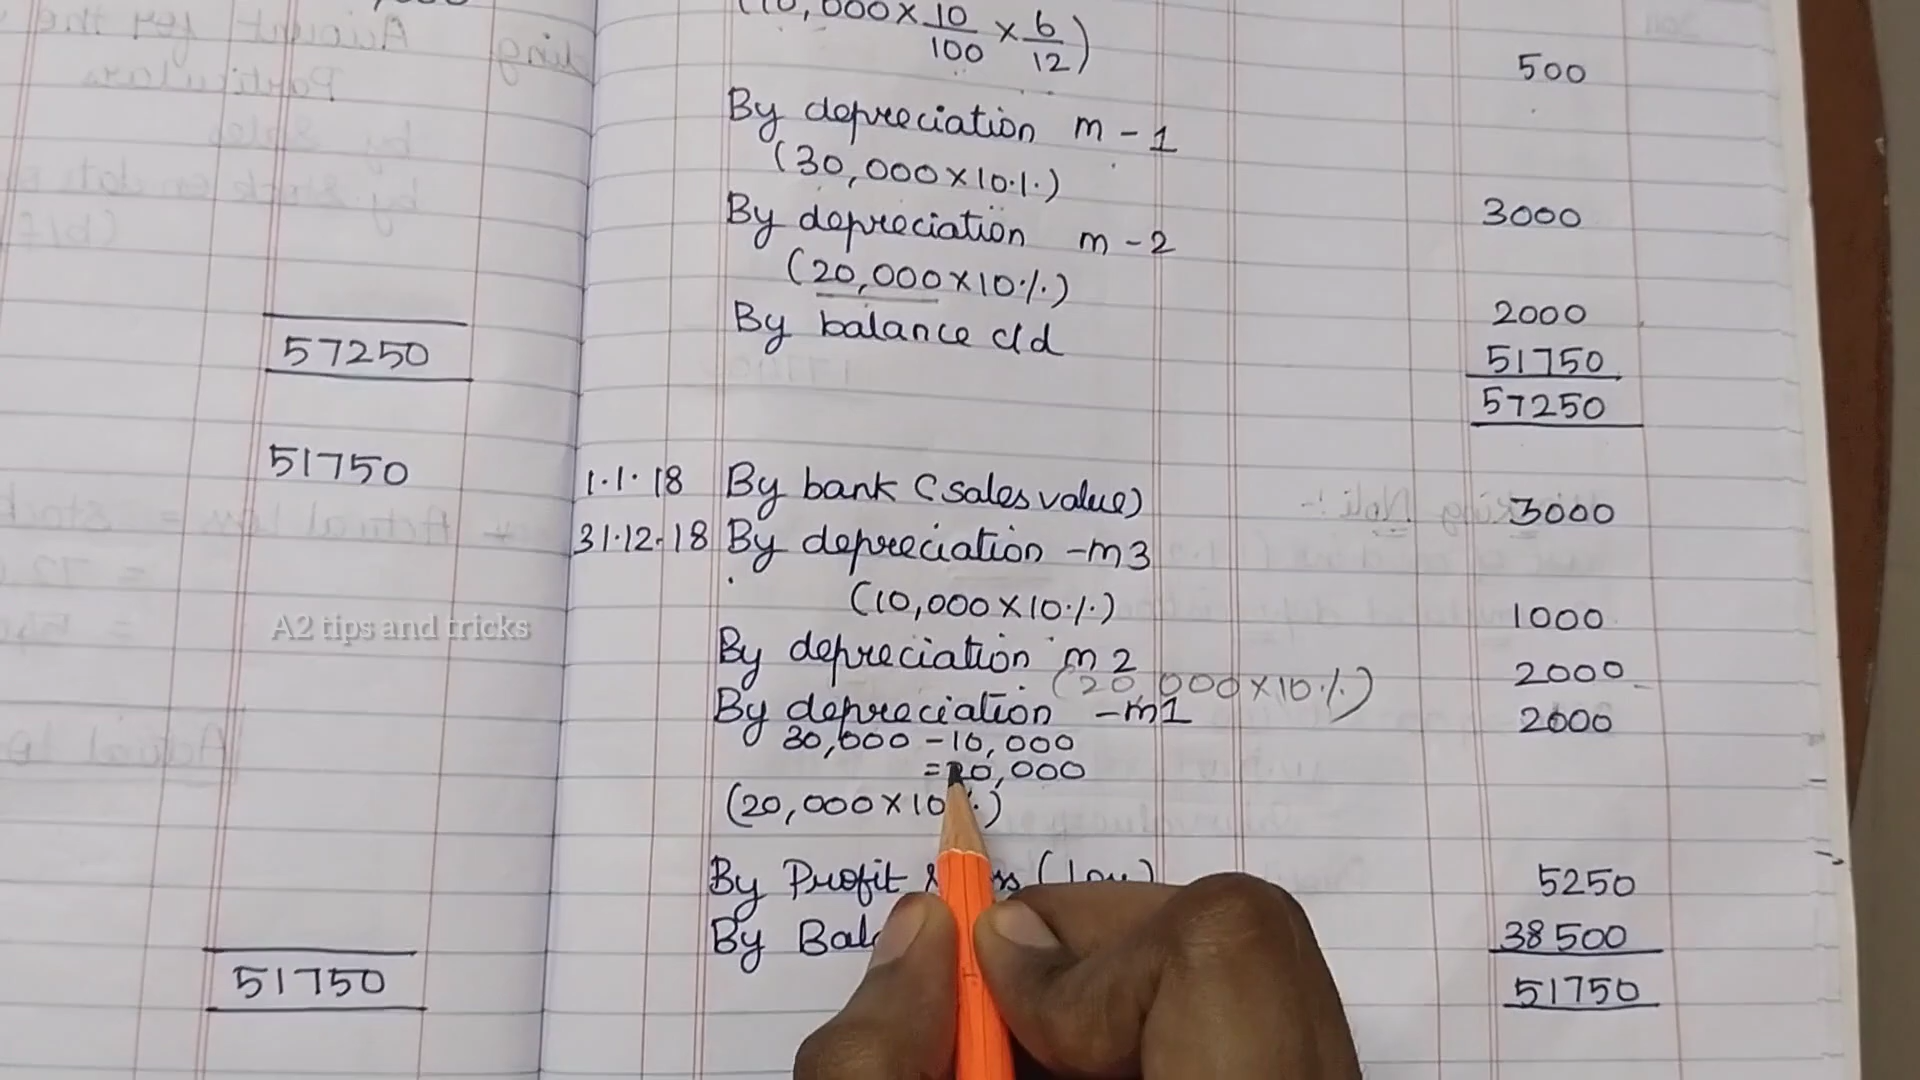 (10,000 × 10/100 × 6/12) 500
By depreciation m - 1
(30,000 × 10.1.) 3000
By depreciation m - 2
(20,000 × 10%) 2000
By balance c/d 51750
57250 57250
51750
1.1.18 By bank (sales value) 3000
31.12.18 By depreciation - m3
(10,000 × 10%) 1000
By depreciation m 2 2000
(20,000 × 10%)
By depreciation - m1 2000
30,000 - 10,000
= 20,000
(20,000 × 10%)
By Profit 5250
By 38500
51750 51750
A2 tips and tricks